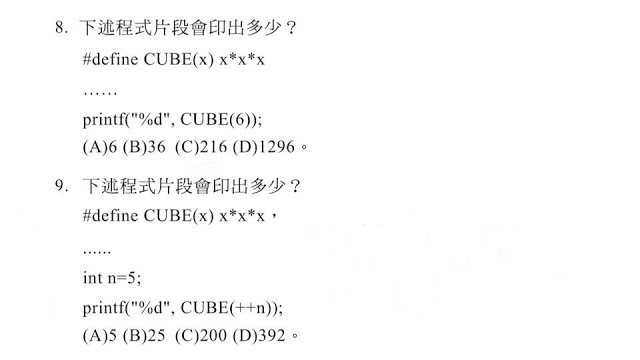 8. 下述程式片段會印出多少？
#define CUBE(x) x*x*x
……
printf("%d", CUBE(6));
(A)6 (B)36 (C)216 (D)1296。
9. 下述程式片段會印出多少？
#define CUBE(x) x*x*x，
......
int n=5;
printf("%d", CUBE(++n));
(A)5 (B)25 (C)200 (D)392。